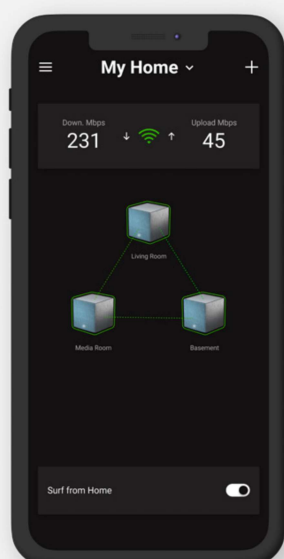 My Home
Down. Mbps
231
Upload Mbps
45
Living Room
Media Room
Basement
Surf from Home